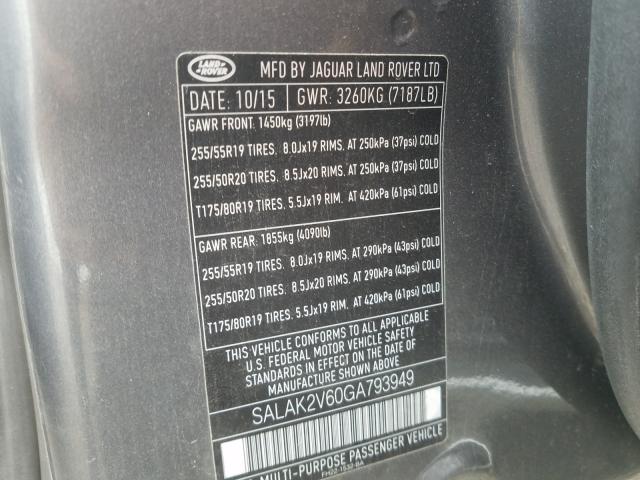 LAND
ROVER
MFD BY JAGUAR LAND ROVER LTD
DATE: 10/15 GWR: 3260KG (7187LB)
GAWR FRONT: 1450kg (3197lb)
255/55R19 TIRES. 8.0Jx19 RIMS. AT 250kPa (37psi) COLD
255/50R20 TIRES. 8.5Jx20 RIMS. AT 250kPa (37psi) COLD
T175/80R19 TIRES. 5.5Jx19 RIM. AT 420kPa (61psi) COLD
GAWR REAR: 1855kg (4090lb)
255/55R19 TIRES. 8.0Jx19 RIMS. AT 290kPa (43psi) COLD
255/50R20 TIRES. 8.5Jx20 RIMS. AT 290kPa (43psi) COLD
T175/80R19 TIRES. 5.5Jx19 RIM. AT 420kPa (61psi) COLD
THIS VEHICLE CONFORMS TO ALL APPLICABLE
U.S. FEDERAL MOTOR VEHICLE SAFETY
STANDARDS IN EFFECT ON THE DATE OF
MANUFACTURE SHOWN ABOVE
SALAK2V60GA793949
MULTI-PURPOSE PASSENGER VEHICLE